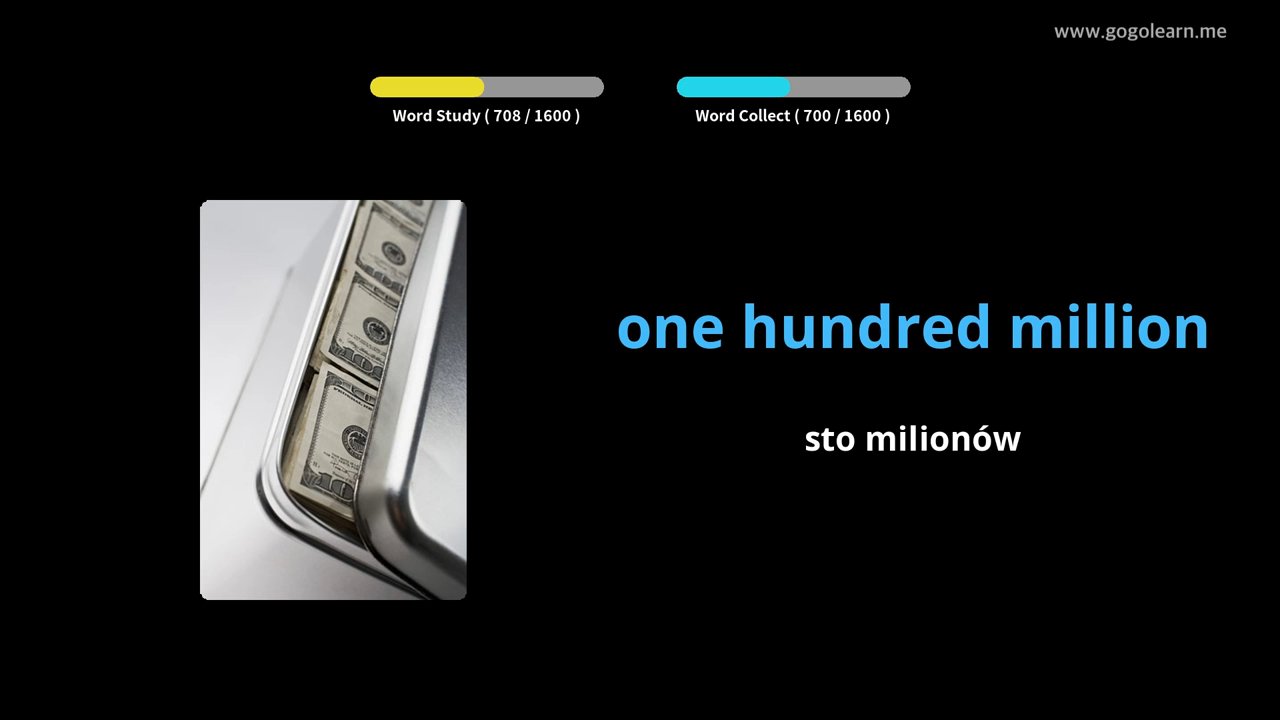 www.gogolearn.me
Word Study ( 708 / 1600 )
Word Collect ( 700 / 1600 )
one hundred million
sto milionów